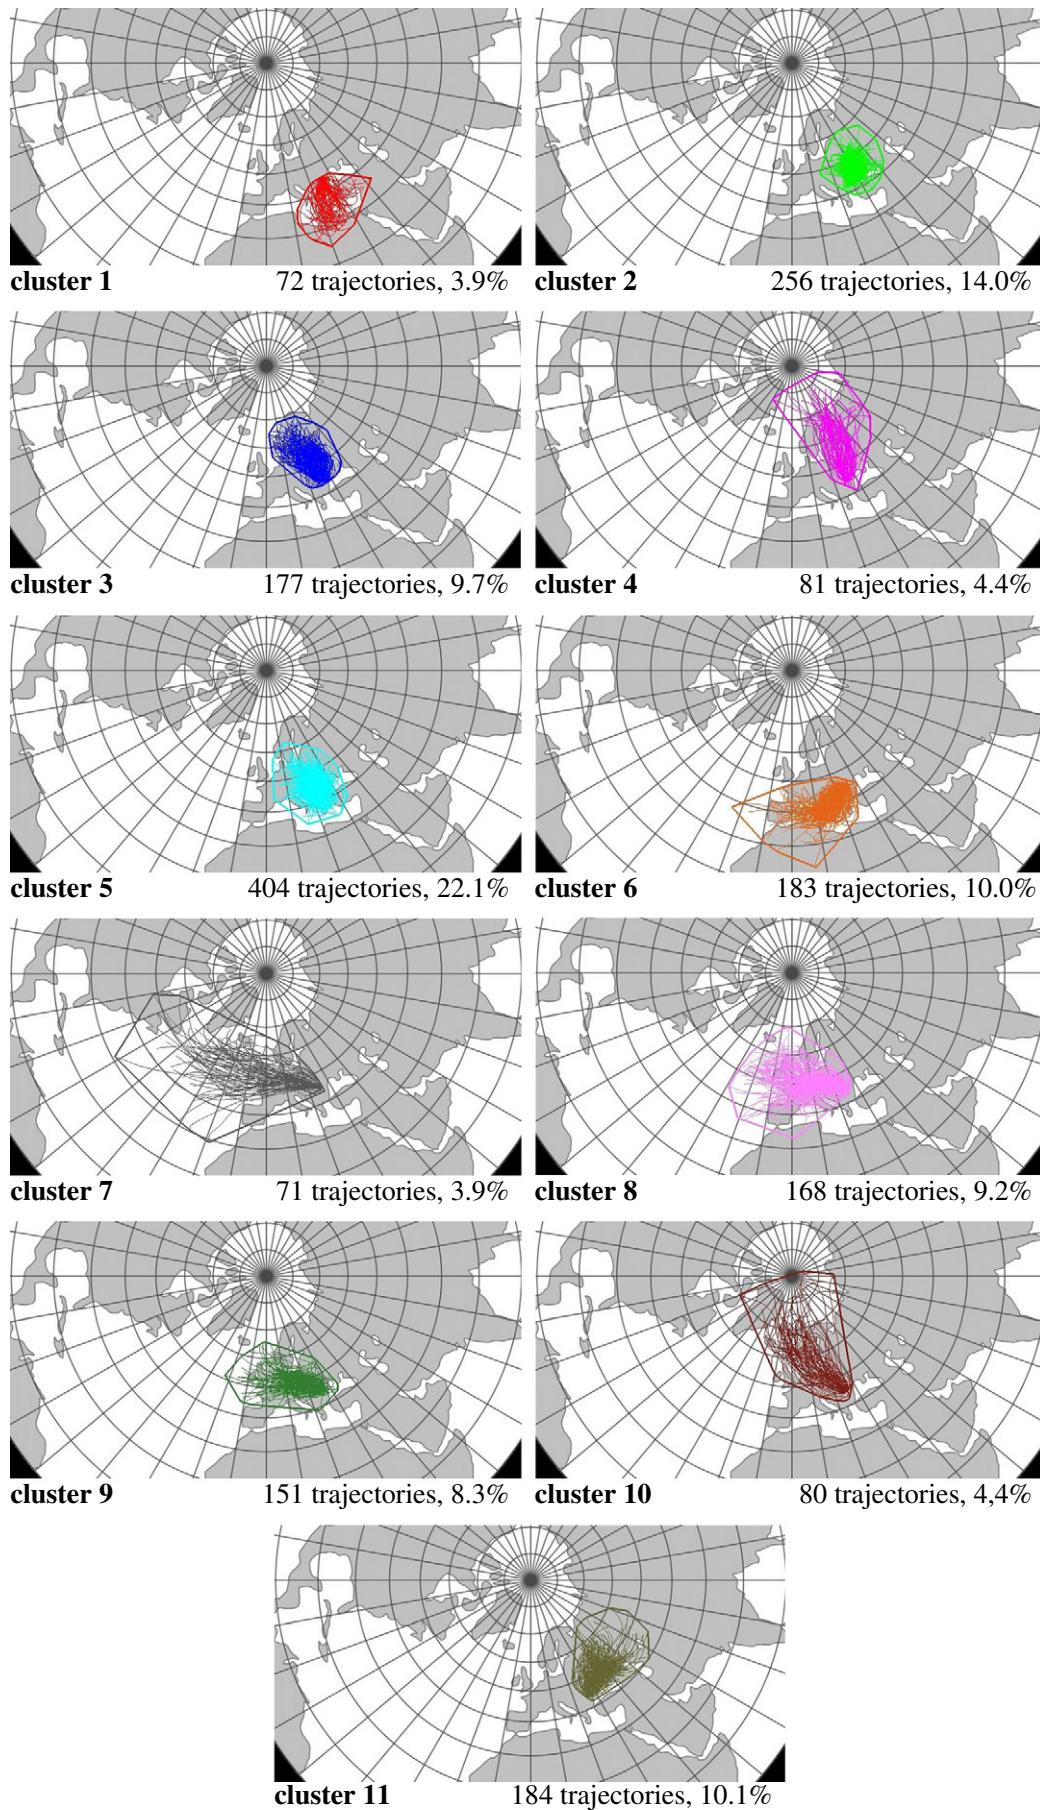 cluster 1 72 trajectories, 3.9%
cluster 2 256 trajectories, 14.0%
cluster 3 177 trajectories, 9.7%
cluster 4 81 trajectories, 4.4%
cluster 5 404 trajectories, 22.1%
cluster 6 183 trajectories, 10.0%
cluster 7 71 trajectories, 3.9%
cluster 8 168 trajectories, 9.2%
cluster 9 151 trajectories, 8.3%
cluster 10 80 trajectories, 4,4%
cluster 11 184 trajectories, 10.1%